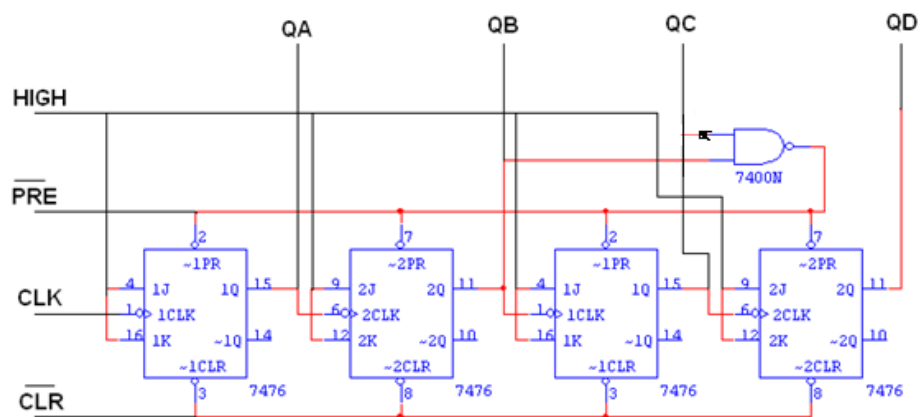 QA QB QC QD
HIGH
7400N
PRE
2 7 2 7
~1PR ~2PR ~1PR ~2PR
4 1J 1Q 15 9 2J 2Q 11 4 1J 1Q 15 9 2J 2Q 11
CLK 1 1CLK 6 2CLK 1 1CLK 6 2CLK
16 1K ~1Q 14 12 2K ~2Q 10 16 1K ~1Q 14 12 2K ~2Q 10
~1CLR ~2CLR ~1CLR ~2CLR
3 7476 8 7476 3 7476 8 7476
CLR